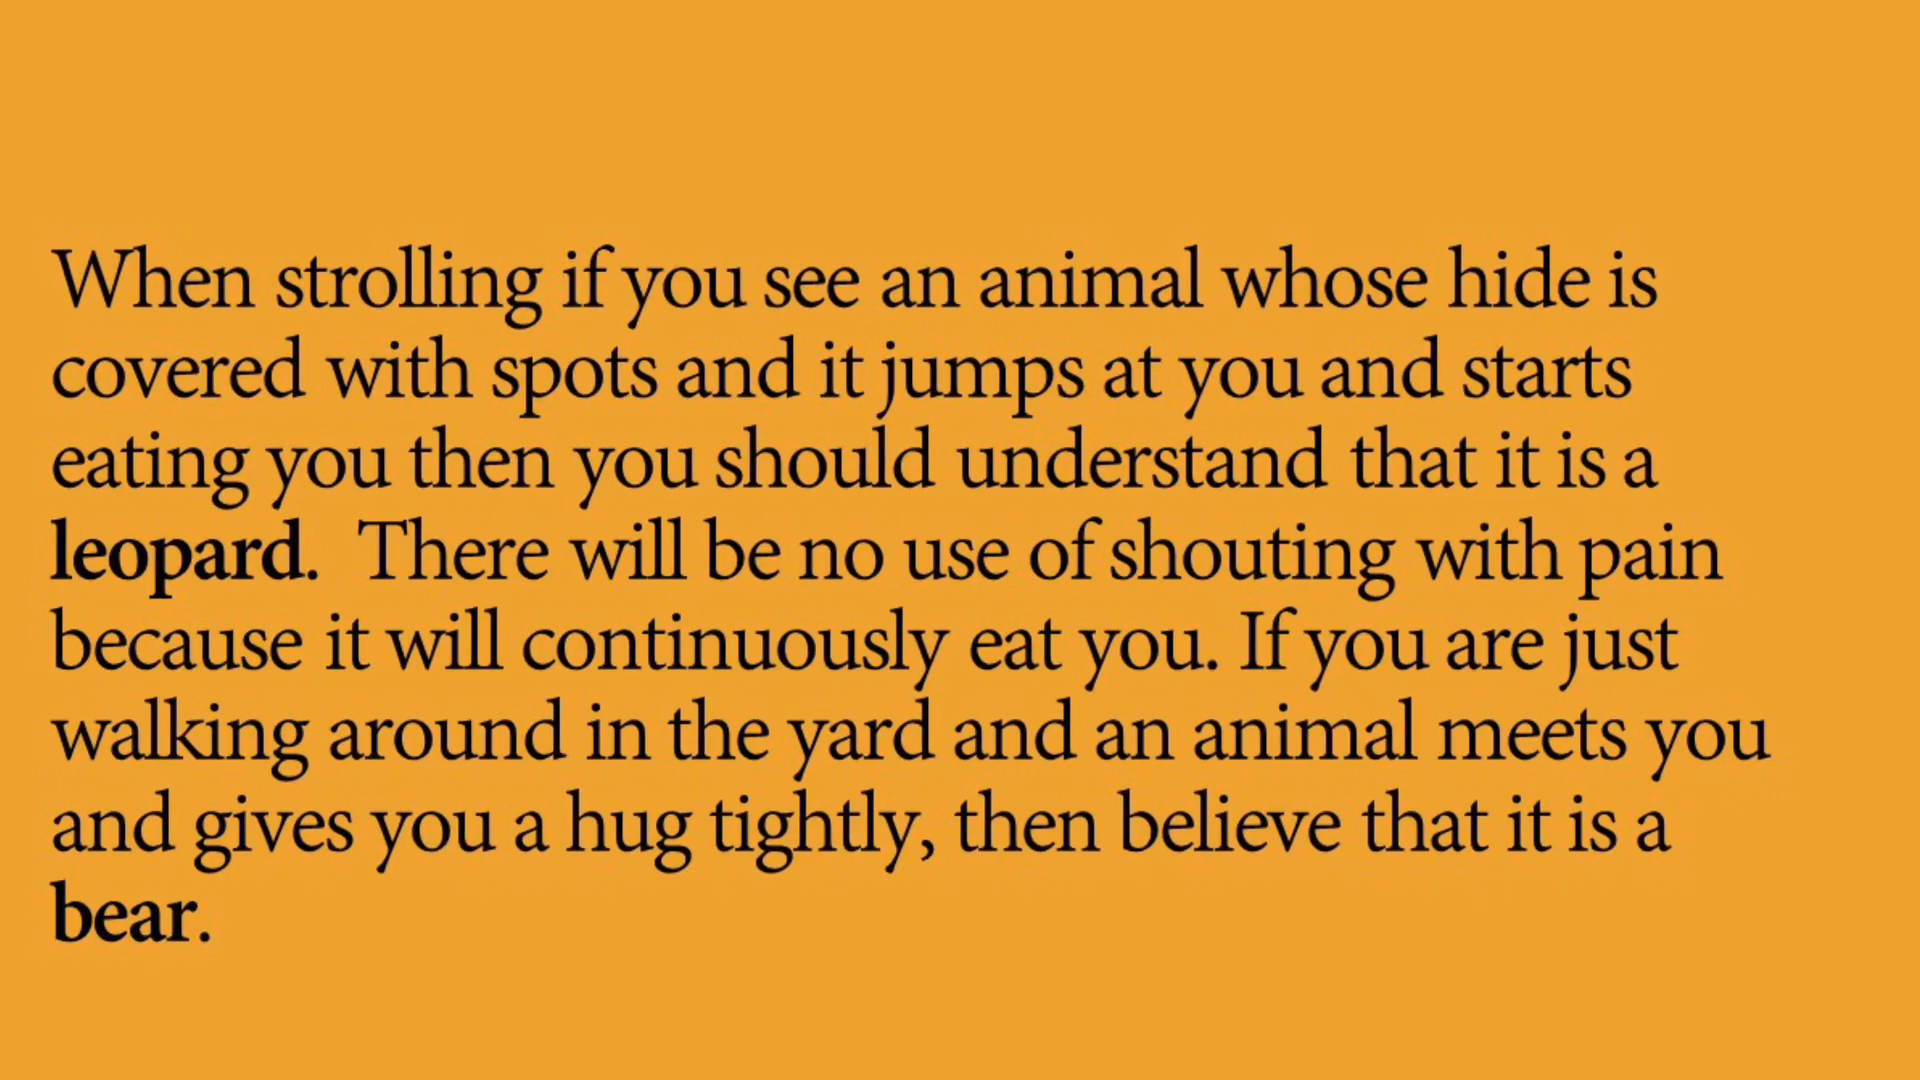 When strolling if you see an animal whose hide is
covered with spots and it jumps at you and starts
eating you then you should understand that it is a
leopard. There will be no use of shouting with pain
because it will continuously eat you. If you are just
walking around in the yard and an animal meets you
and gives you a hug tightly, then believe that it is a
bear.